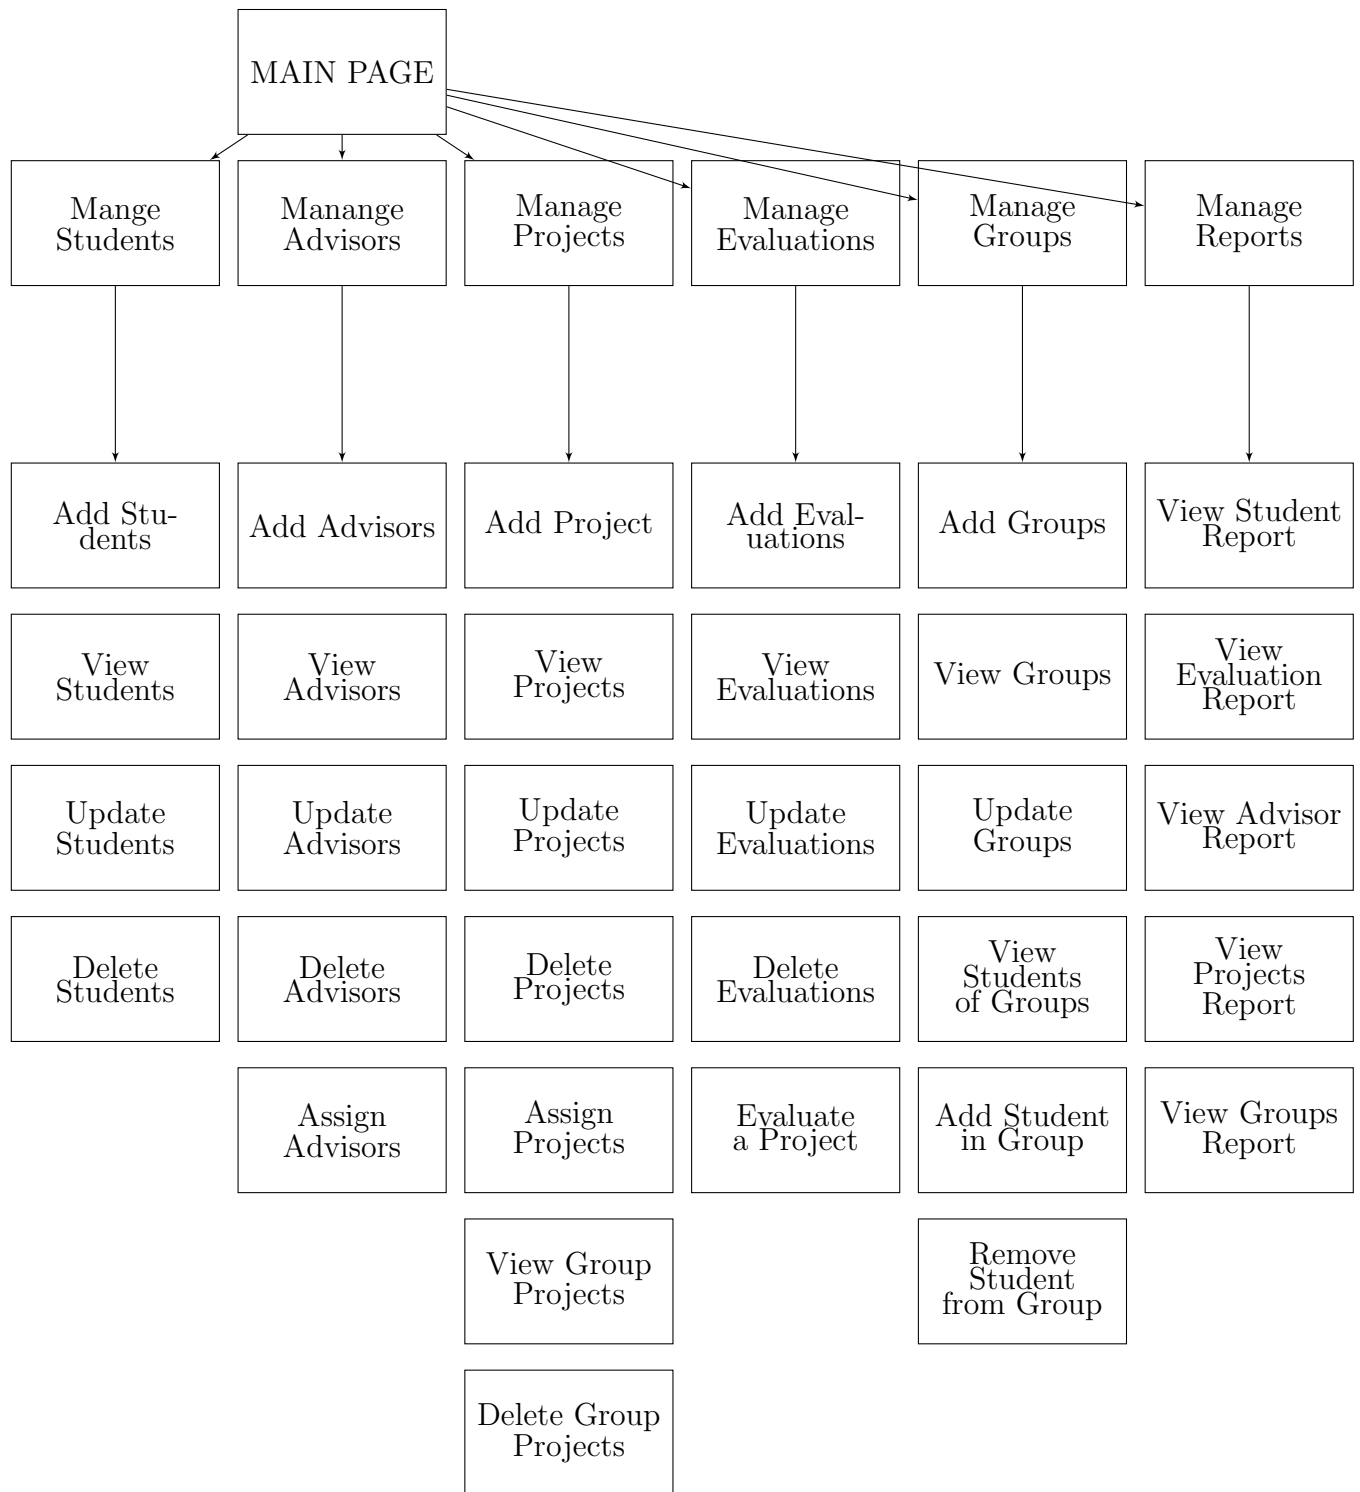 MAIN PAGE
Mange
Students
Manange
Advisors
Manage
Projects
Manage
Evaluations
Manage
Groups
Manage
Reports
Add Stu-
dents
Add Advisors
Add Project
Add Eval-
uations
Add Groups
View Student
Report
View
Students
View
Advisors
View
Projects
View
Evaluations
View Groups
View
Evaluation
Report
Update
Students
Update
Advisors
Update
Projects
Update
Evaluations
Update
Groups
View Advisor
Report
Delete
Students
Delete
Advisors
Delete
Projects
Delete
Evaluations
View
Students
of Groups
View
Projects
Report
Assign
Advisors
Assign
Projects
Evaluate
a Project
Add Student
in Group
View Groups
Report
View Group
Projects
Remove
Student
from Group
Delete Group
Projects